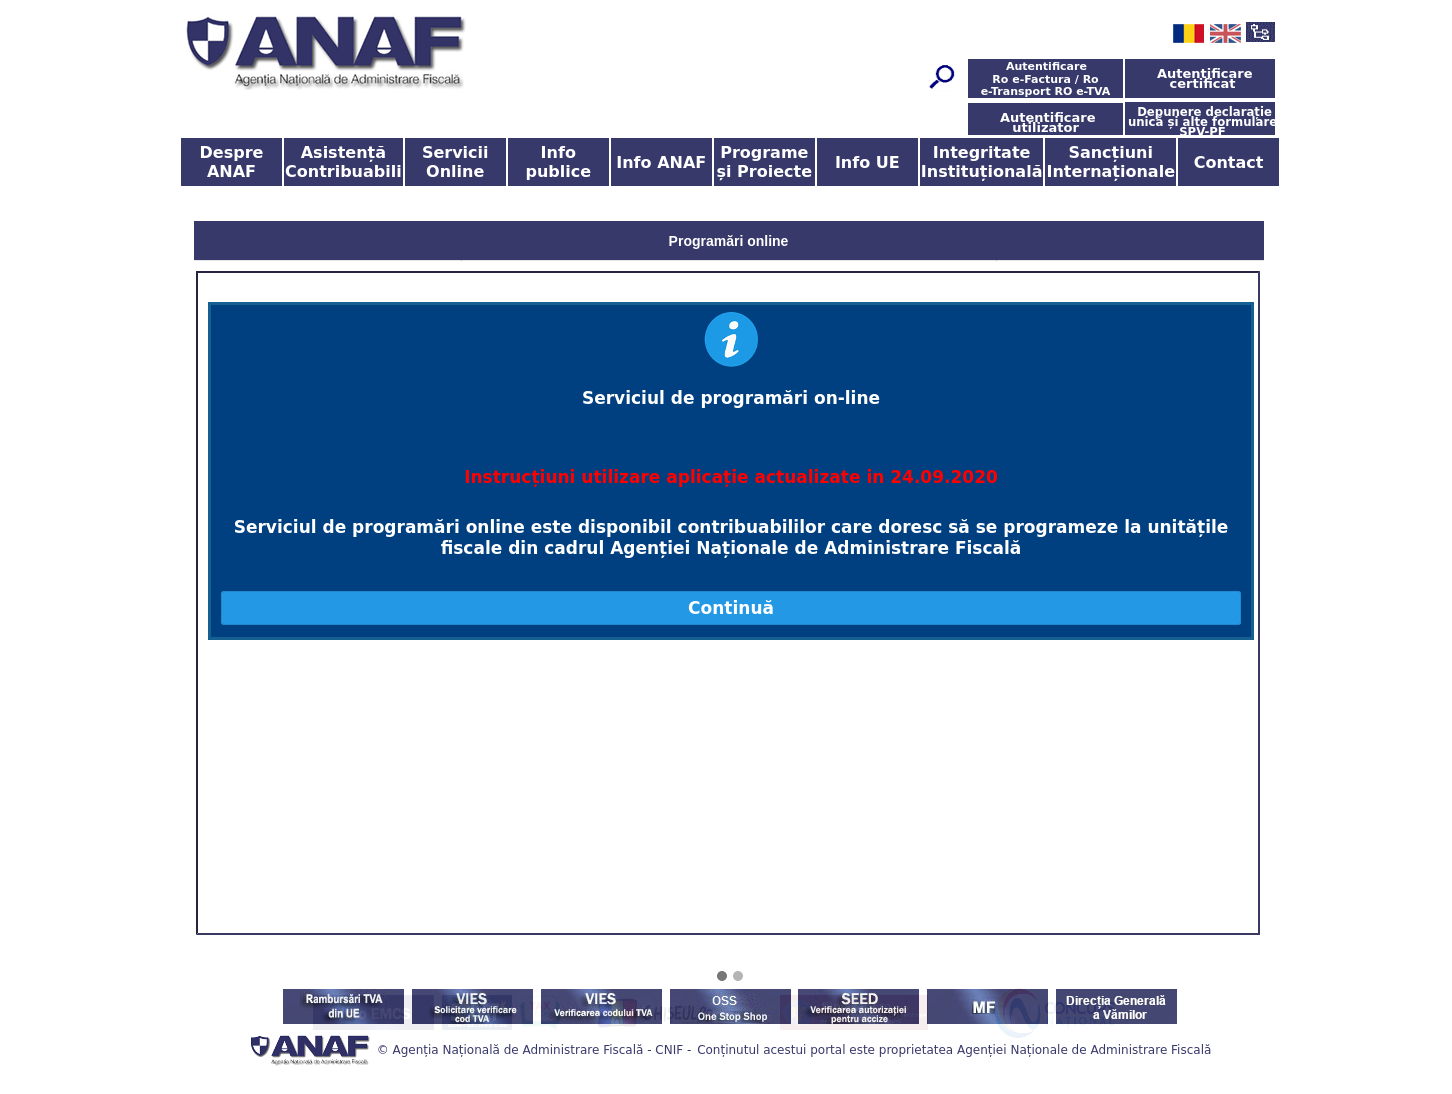 ANAF
Agenția Națională de Administrare Fiscală
Autentificare
Ro e-Factura / Ro
e-Transport RO e-TVA
Autentificare
certificat
Autentificare
utilizator
Depunere declarație
unică și alte formulare
SPV-PF
Despre
ANAF
Asistență
Contribuabili
Servicii
Online
Info
publice
Info ANAF
Programe
și Proiecte
Info UE
Integritate
Instituțională
Sancțiuni
Internaționale
Contact
Programări online
Serviciul de programări on-line
Instrucțiuni utilizare aplicație actualizate in 24.09.2020
Serviciul de programări online este disponibil contribuabililor care doresc să se programeze la unitățile
fiscale din cadrul Agenției Naționale de Administrare Fiscală
Continuă
Rambursări TVA
din UE
VIES
Solicitare verificare
cod TVA
VIES
Verificarea codului TVA
OSS
One Stop Shop
SEED
Verificarea autorizației
pentru accize
MF
Direcția Generală
a Vămilor
ANAF
Agenția Națională de Administrare Fiscală
© Agenția Națională de Administrare Fiscală - CNIF - Conținutul acestui portal este proprietatea Agenției Naționale de Administrare Fiscală